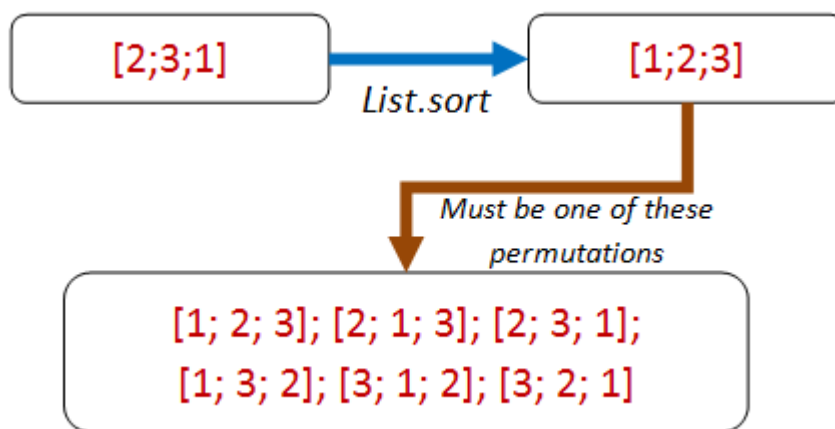 [2;3;1]
[1;2;3]
List.sort
Must be one of these
permutations
[1; 2; 3]; [2; 1; 3]; [2; 3; 1];
[1; 3; 2]; [3; 1; 2]; [3; 2; 1]